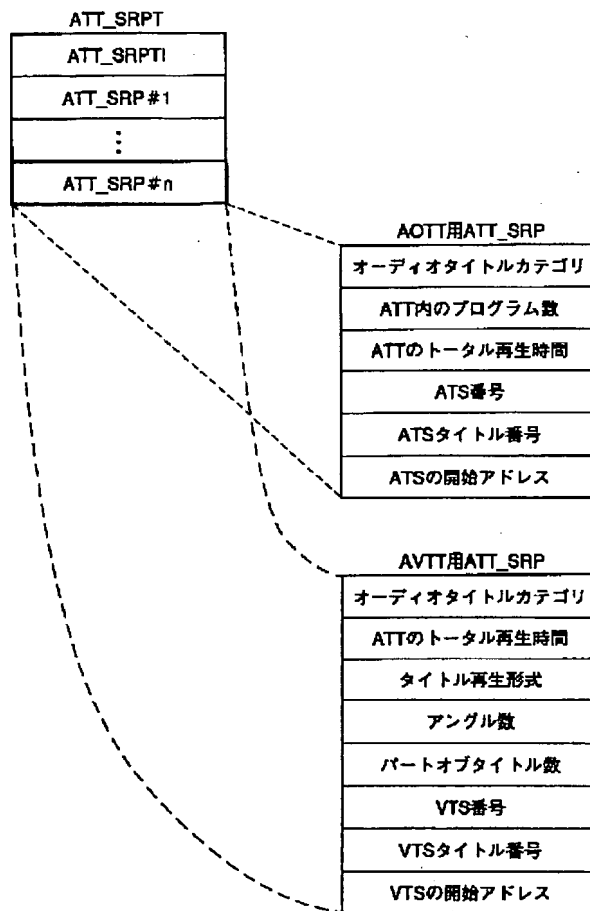 ATT_SRPT
ATT_SRPTI
ATT_SRP#1
⋮
ATT_SRP#n
AOTT用ATT_SRP
オーディオタイトルカテゴリ
ATT内のプログラム数
ATTのトータル再生時間
ATS番号
ATSタイトル番号
ATSの開始アドレス
AVTT用ATT_SRP
オーディオタイトルカテゴリ
ATTのトータル再生時間
タイトル再生形式
アングル数
パートオブタイトル数
VTS番号
VTSタイトル番号
VTSの開始アドレス